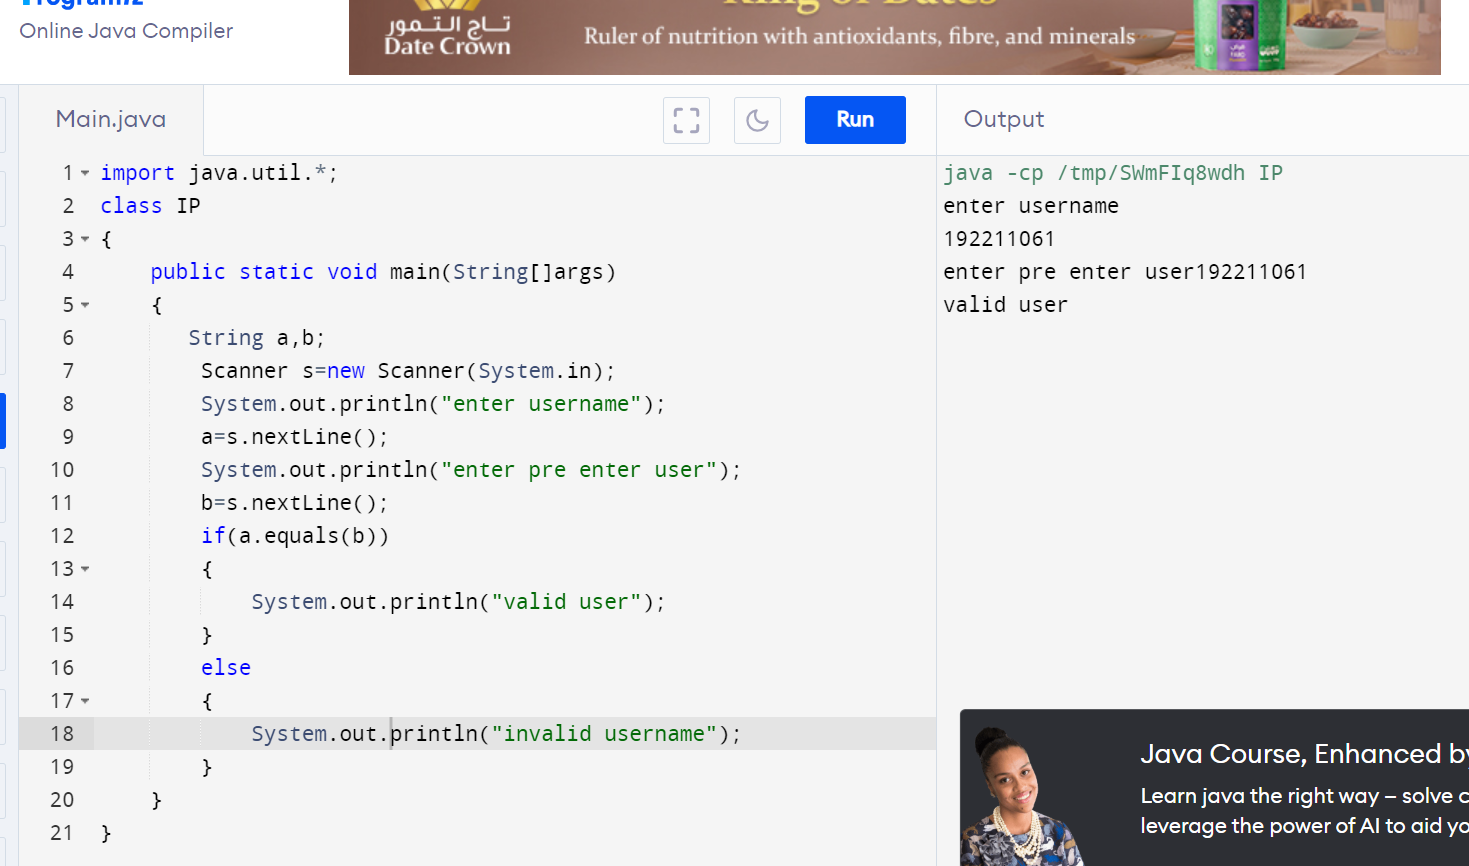 Online Java Compiler
تاج التمور
Date Crown
King of Dates
Ruler of nutrition with antioxidants, fibre, and minerals
Main.java
Run
Output
1 import java.util.*;
2 class IP
3 {
4 public static void main(String[]args)
5 {
6 String a,b;
7 Scanner s=new Scanner(System.in);
8 System.out.println("enter username");
9 a=s.nextLine();
10 System.out.println("enter pre enter user");
11 b=s.nextLine();
12 if(a.equals(b))
13 {
14 System.out.println("valid user");
15 }
16 else
17 {
18 System.out.println("invalid username");
19 }
20 }
21 }
java -cp /tmp/SWmFIq8wdh IP
enter username
192211061
enter pre enter user192211061
valid user
Java Course, Enhanced by
Learn java the right way – solve c
leverage the power of AI to aid yo